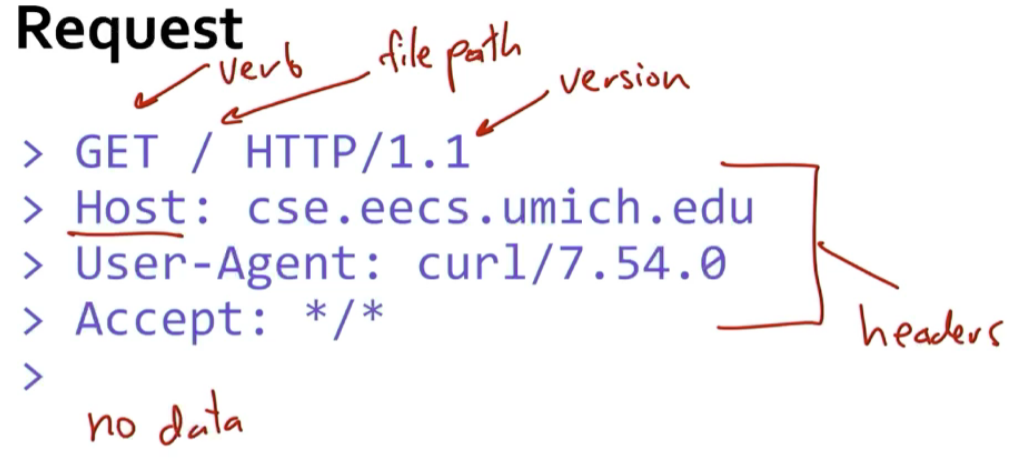 Request
verb
file path
version
> GET / HTTP/1.1
> Host: cse.eecs.umich.edu
> User-Agent: curl/7.54.0
> Accept: */*
headers
>
no data